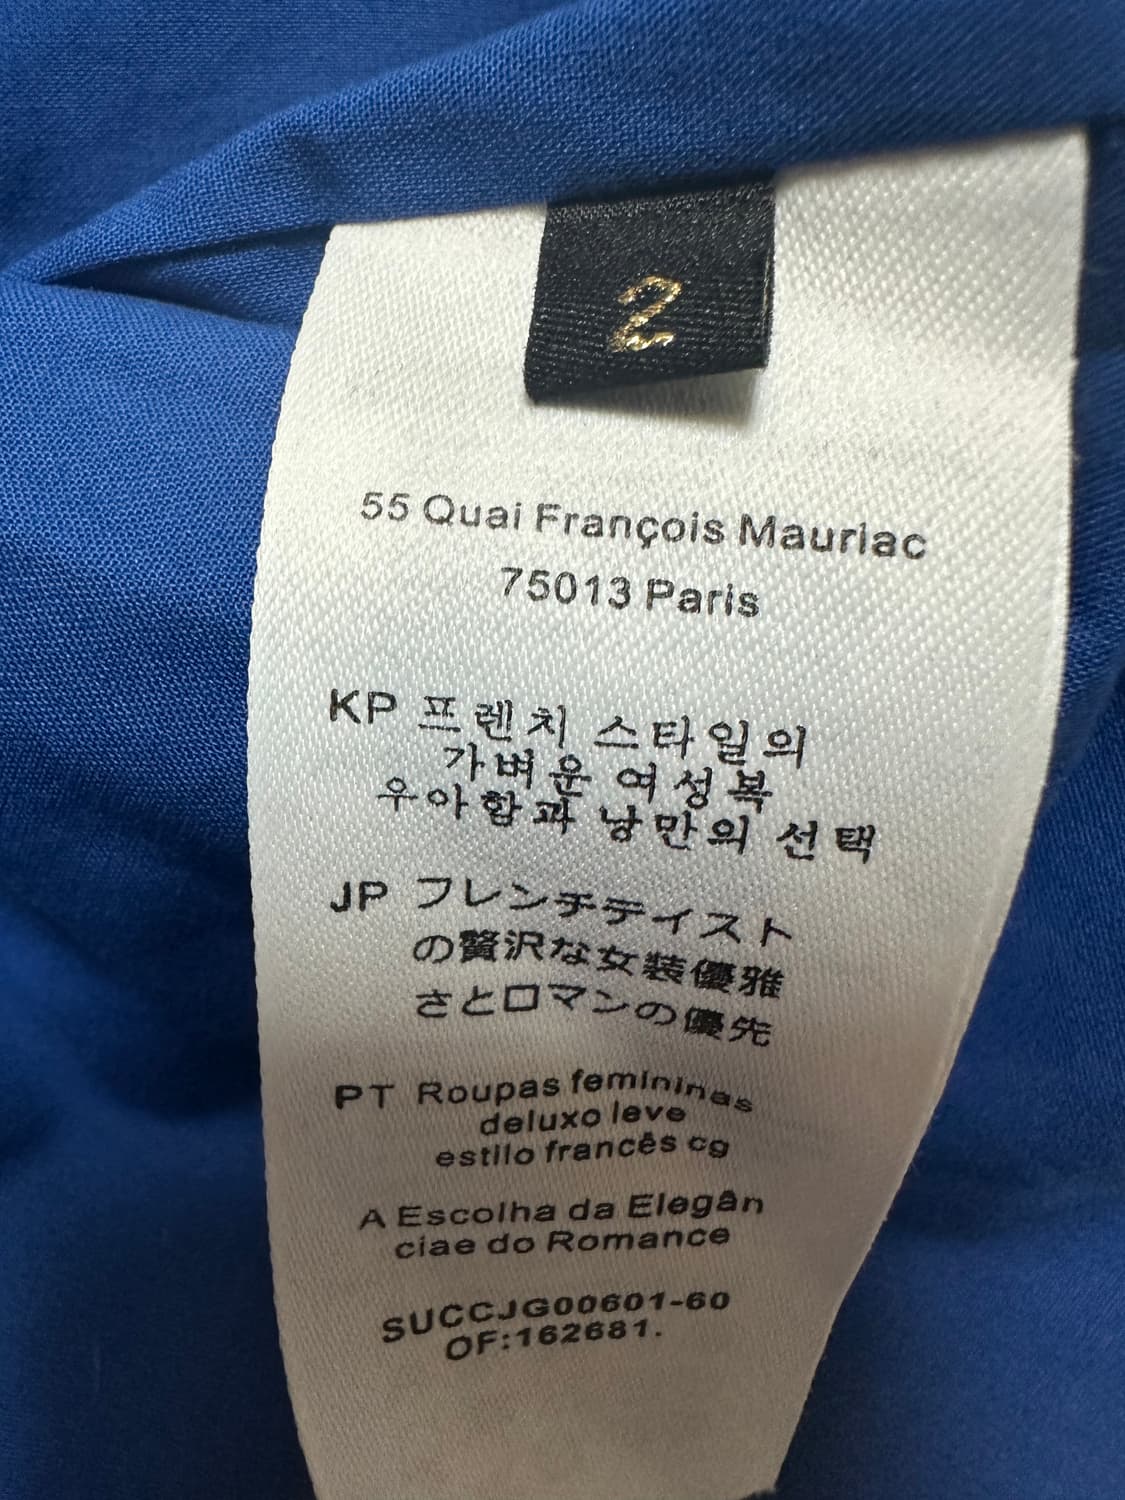 2
55 Quai François Mauriac
75013 Paris
KP 프렌치 스타일의
가벼운 여성복
우아함과 낭만의 선택
JP フレンチテイスト
の贅沢な女装優雅
さとロマンの優先
PT Roupas femininas
deluxo leve
estilo francês cg
A Escolha da Elegân
ciae do Romance
SUCCJG00601-60
OF:162681.